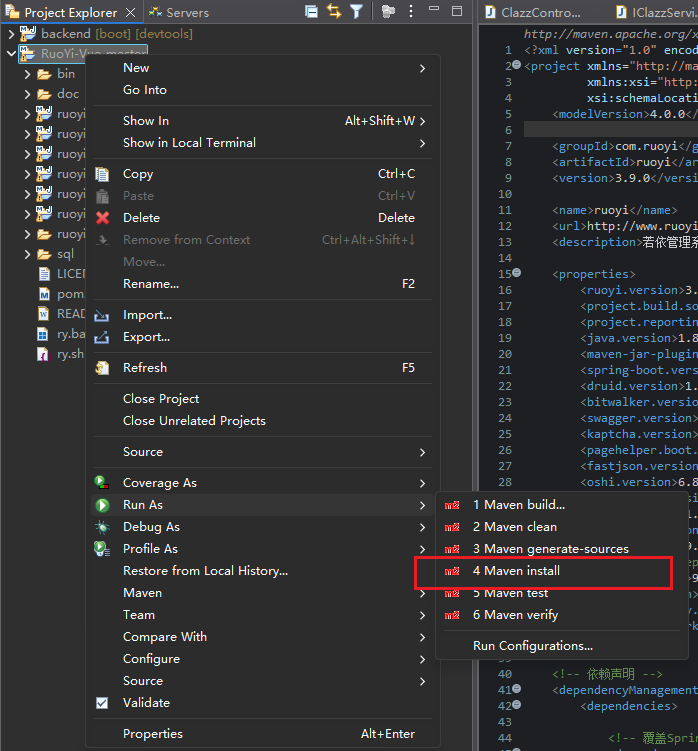 Project Explorer
Servers
backend [boot] [devtools]
RuoYi-Vue-master
bin
doc
ruoyi
ruoyi
ruoyi
ruoyi
ruoyi
ruoyi
ruoyi
sql
LICEN
pom.
READ
ry.ba
ry.sh
New
Go Into
Show In Alt+Shift+W
Show in Local Terminal
Copy Ctrl+C
Paste Ctrl+V
Delete Delete
Remove from Context Ctrl+Alt+Shift+↓
Move...
Rename... F2
Import...
Export...
Refresh F5
Close Project
Close Unrelated Projects
Source
Coverage As
Run As
Debug As
Profile As
Restore from Local History...
Maven
Team
Compare With
Configure
Source
Validate
Properties Alt+Enter
1 Maven build...
2 Maven clean
3 Maven generate-sources
4 Maven install
5 Maven test
6 Maven verify
Run Configurations...
ClazzContro...
IClazzServi.
http://maven.apache.org/x
1 <?xml version="1.0" encod
2 <project xmlns="http://ma
3 xmlns:xsi="http:
4 xsi:schemaLocati
5 <modelVersion>4.0.0</
6
7 <groupId>com.ruoyi</g
8 <artifactId>ruoyi</ar
9 <version>3.9.0</versi
10
11 <name>ruoyi</name>
12 <url>http://www.ruoyi
13 <description>若依管理系
14
15 <properties>
16 <ruoyi.version>3.
17 <project.build.so
18 <project.reportin
19 <java.version>1.8
20 <maven-jar-plugin
21 <spring-boot.vers
22 <druid.version>1.
23 <bitwalker.versio
24 <swagger.version>
25 <kaptcha.version>
26 <pagehelper.boot.
27 <fastjson.version
28 <oshi.version>6.8
39
40 <!-- 依赖声明 -->
41 <dependencyManagement
42 <dependencies>
43
44 <!-- 覆盖Sprin